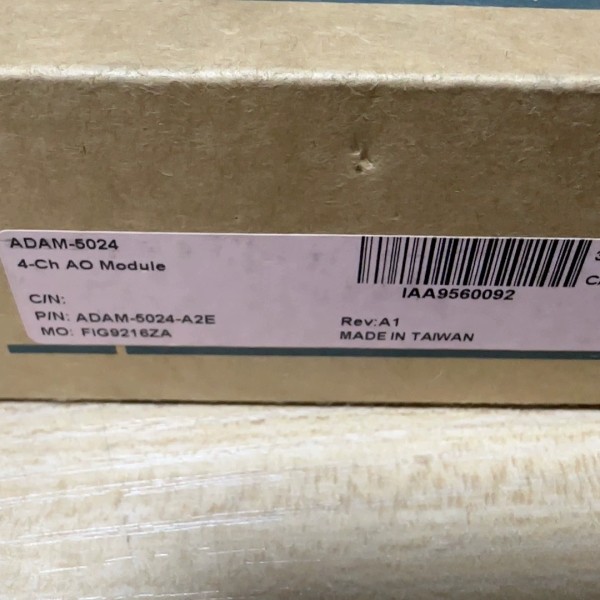 ADAM-5024
4-Ch AO Module
IAA9560092
C/N:
P/N: ADAM-5024-A2E
Rev:A1
MO: FIG9216ZA
MADE IN TAIWAN